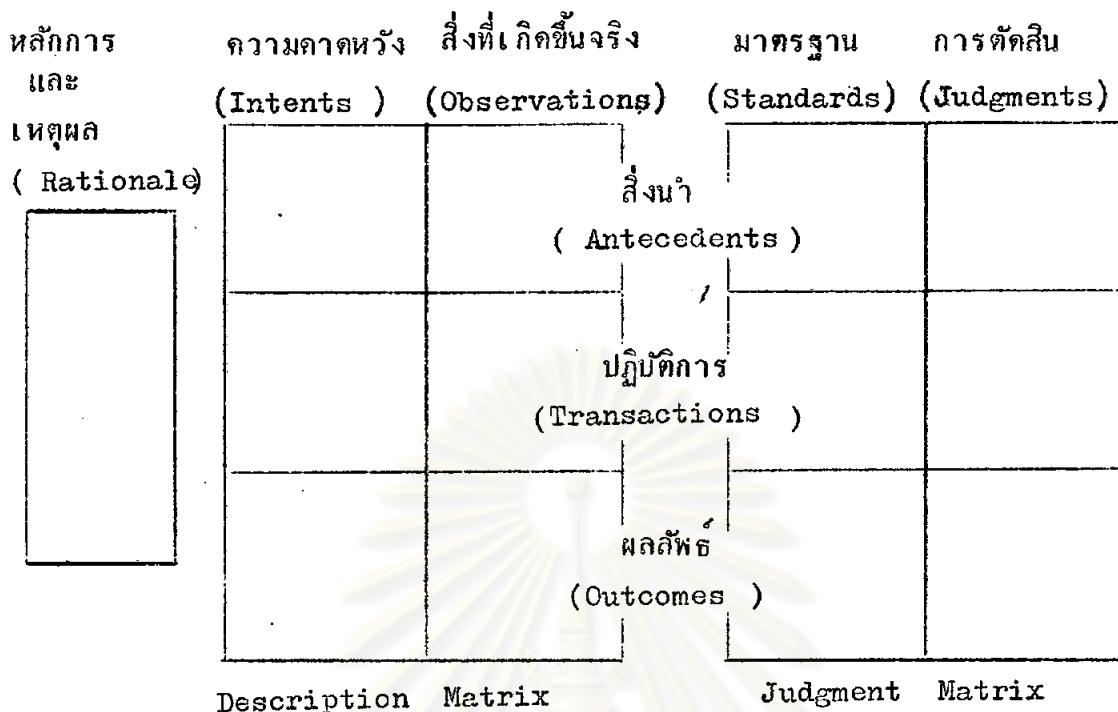 หลักการ
และ
เหตุผล
( Rationale)
ความคาดหวัง สิ่งที่เกิดขึ้นจริง มาตรฐาน การตัดสิน
(Intents ) (Observations) (Standards) (Judgments)
สิ่งนำ
( Antecedents )
ปฏิบัติการ
(Transactions )
ผลลัพธ์
(Outcomes )
Description Matrix Judgment Matrix